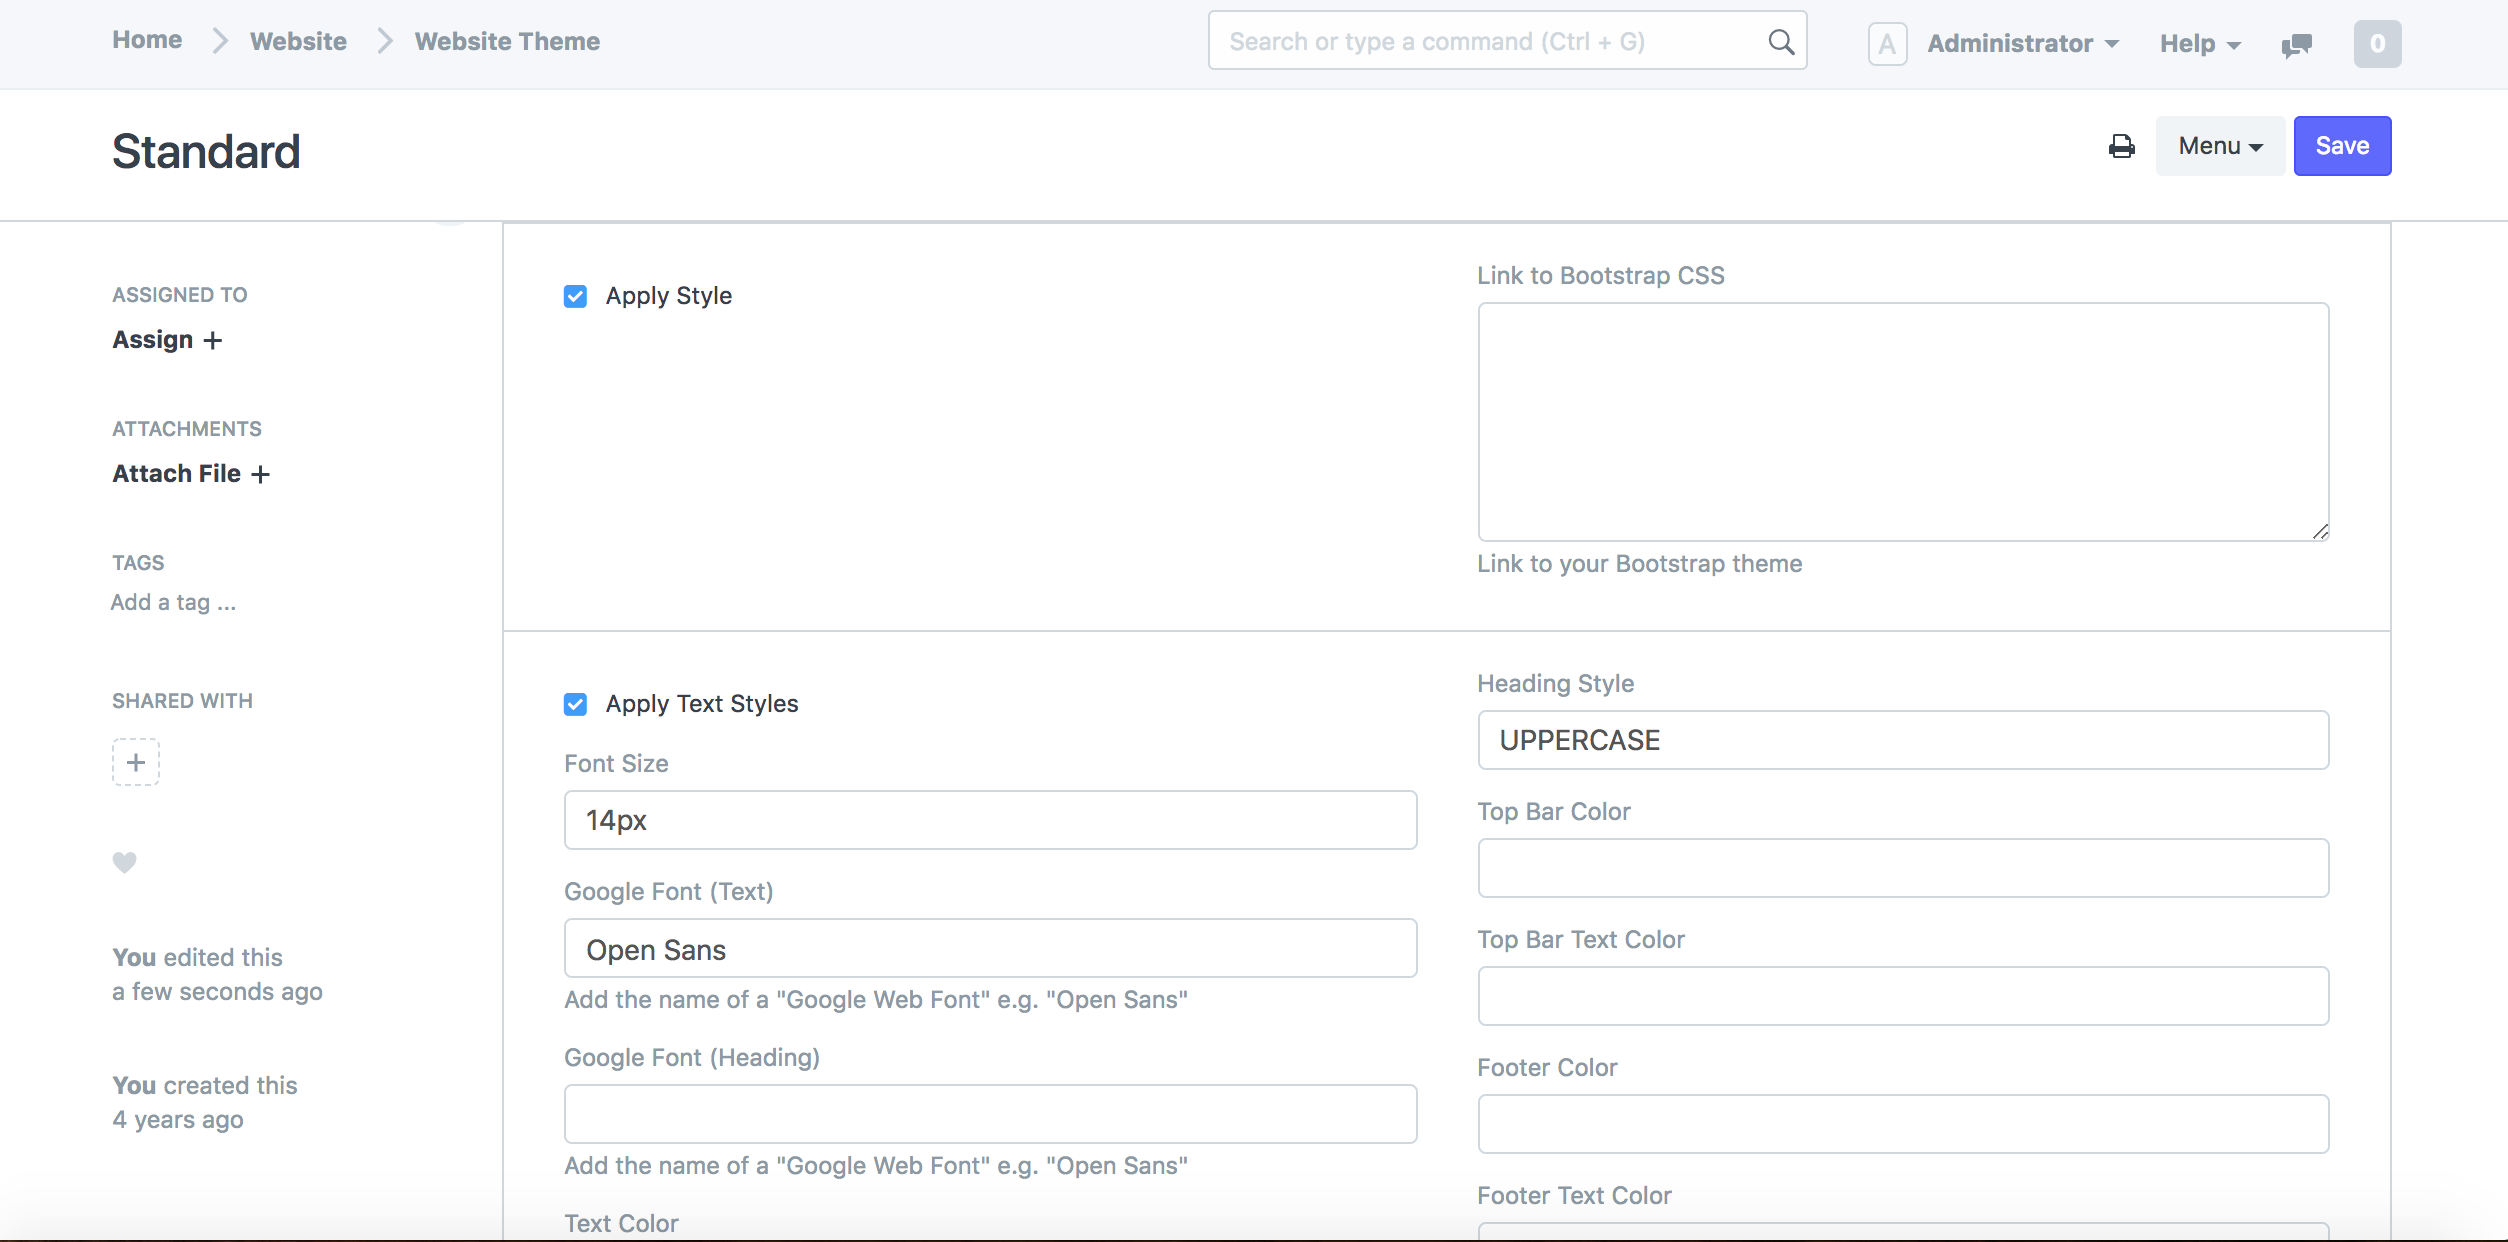 Home Website Website Theme
Search or type a command (Ctrl + G)
A Administrator Help 0
Standard
Menu Save
ASSIGNED TO
Assign +
ATTACHMENTS
Attach File +
TAGS
Add a tag ...
SHARED WITH
+
You edited this
a few seconds ago
You created this
4 years ago
Apply Style
Link to Bootstrap CSS
Link to your Bootstrap theme
Apply Text Styles
Font Size
14px
Google Font (Text)
Open Sans
Add the name of a "Google Web Font" e.g. "Open Sans"
Google Font (Heading)
Add the name of a "Google Web Font" e.g. "Open Sans"
Text Color
Heading Style
UPPERCASE
Top Bar Color
Top Bar Text Color
Footer Color
Footer Text Color